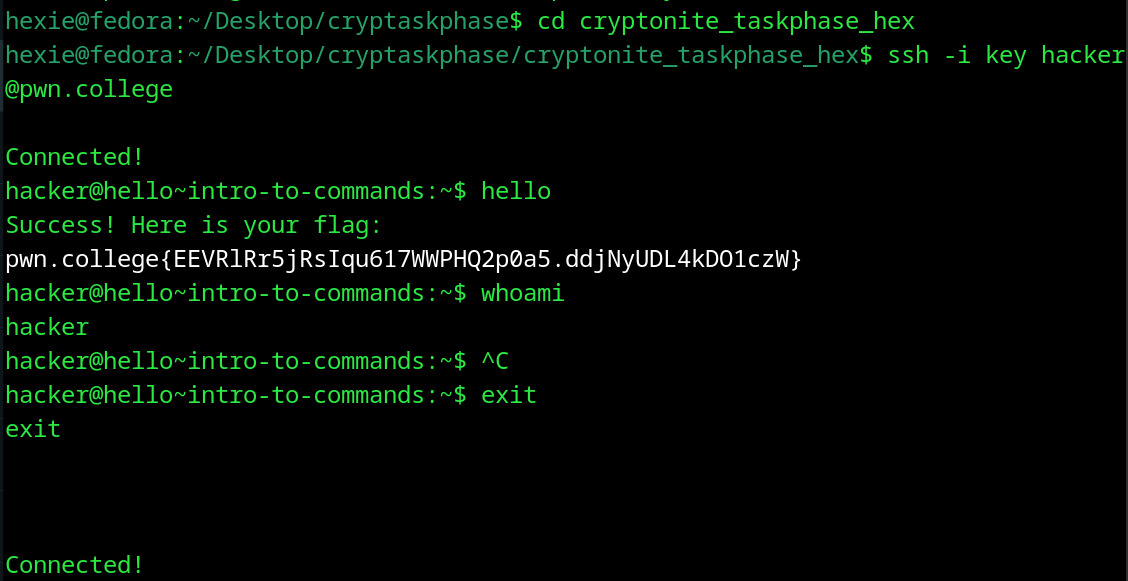 hexie@fedora:~/Desktop/cryptaskphase$ cd cryptonite_taskphase_hex
hexie@fedora:~/Desktop/cryptaskphase/cryptonite_taskphase_hex$ ssh -i key hacker
@pwn.college
Connected!
hacker@hello~intro-to-commands:~$ hello
Success! Here is your flag:
pwn.college{EEVRlRr5jRsIqu617WWPHQ2p0a5.ddjNyUDL4kDO1czW}
hacker@hello~intro-to-commands:~$ whoami
hacker
hacker@hello~intro-to-commands:~$ ^C
hacker@hello~intro-to-commands:~$ exit
exit
Connected!